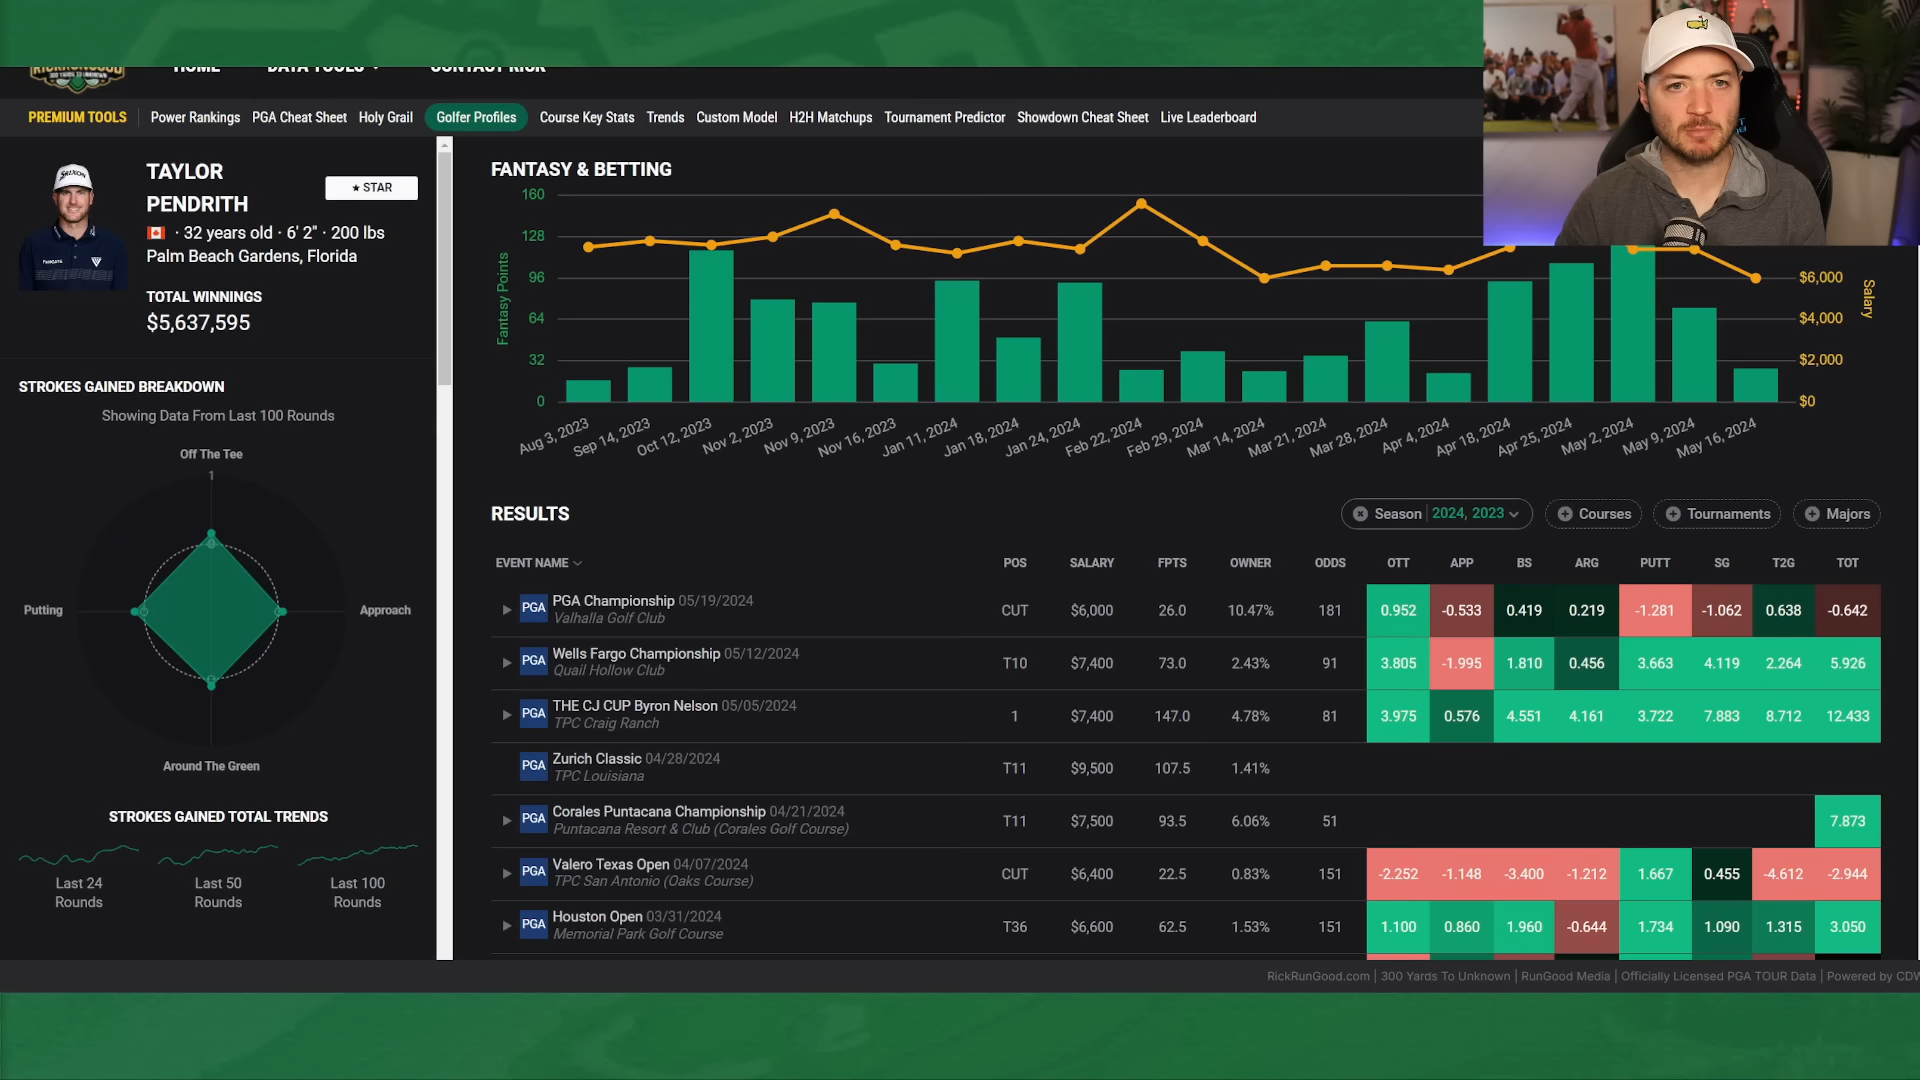 RICKRUNGOOD
300 YARDS TO UNKNOWN
HOME DATA TOOLS CONTACT RICK
PREMIUM TOOLS Power Rankings PGA Cheat Sheet Holy Grail Golfer Profiles Course Key Stats Trends Custom Model H2H Matchups Tournament Predictor Showdown Cheat Sheet Live Leaderboard
TAYLOR
PENDRITH
★ STAR
· 32 years old · 6' 2" · 200 lbs
Palm Beach Gardens, Florida
TOTAL WINNINGS
$5,637,595
SRIXON
STROKES GAINED BREAKDOWN
Showing Data From Last 100 Rounds
Off The Tee
1
0
Putting
0
0
Approach
0
Around The Green
STROKES GAINED TOTAL TRENDS
Last 24
Rounds
Last 50
Rounds
Last 100
Rounds
FANTASY & BETTING
160
128
96
64
32
0
Fantasy Points
$6,000
$4,000
$2,000
$0
Salary
Aug 3, 2023
Sep 14, 2023
Oct 12, 2023
Nov 2, 2023
Nov 9, 2023
Nov 16, 2023
Jan 11, 2024
Jan 18, 2024
Jan 24, 2024
Feb 22, 2024
Feb 29, 2024
Mar 14, 2024
Mar 21, 2024
Mar 28, 2024
Apr 4, 2024
Apr 18, 2024
Apr 25, 2024
May 2, 2024
May 9, 2024
May 16, 2024
RESULTS
Season 2024, 2023 Courses Tournaments Majors
EVENT NAME POS SALARY FPTS OWNER ODDS OTT APP BS ARG PUTT SG T2G TOT
PGA PGA Championship 05/19/2024 CUT $6,000 26.0 10.47% 181 0.952 -0.533 0.419 0.219 -1.281 -1.062 0.638 -0.642
Valhalla Golf Club
PGA Wells Fargo Championship 05/12/2024 T10 $7,400 73.0 2.43% 91 3.805 -1.995 1.810 0.456 3.663 4.119 2.264 5.926
Quail Hollow Club
PGA THE CJ CUP Byron Nelson 05/05/2024 1 $7,400 147.0 4.78% 81 3.975 0.576 4.551 4.161 3.722 7.883 8.712 12.433
TPC Craig Ranch
PGA Zurich Classic 04/28/2024 T11 $9,500 107.5 1.41%
TPC Louisiana
PGA Corales Puntacana Championship 04/21/2024 T11 $7,500 93.5 6.06% 51 7.873
Puntacana Resort & Club (Corales Golf Course)
PGA Valero Texas Open 04/07/2024 CUT $6,400 22.5 0.83% 151 -2.252 -1.148 -3.400 -1.212 1.667 0.455 -4.612 -2.944
TPC San Antonio (Oaks Course)
PGA Houston Open 03/31/2024 T36 $6,600 62.5 1.53% 151 1.100 0.860 1.960 -0.644 1.734 1.090 1.315 3.050
Memorial Park Golf Course
RickRunGood.com | 300 Yards To Unknown | RunGood Media | Officially Licensed PGA TOUR Data | Powered by CDW